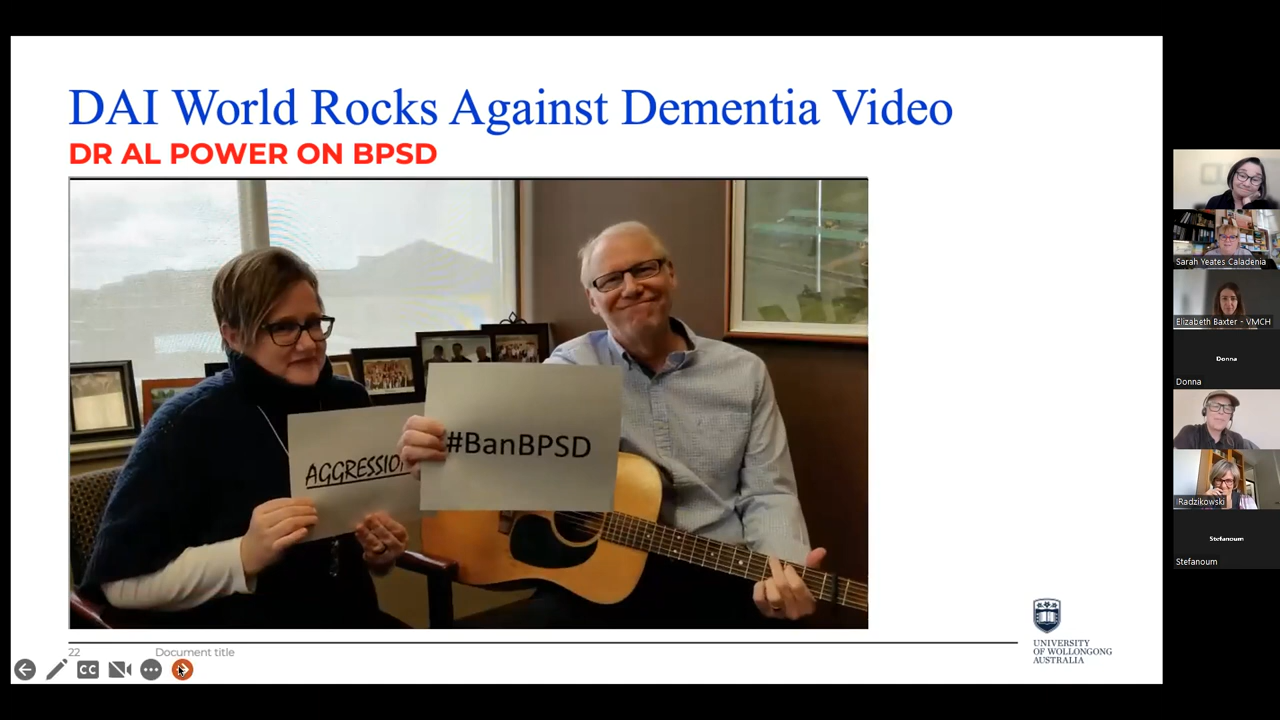 DAI World Rocks Against Dementia Video
DR AL POWER ON BPSD
AGGRESSIO
#BanBPSD
22
Document title
CC
UNIVERSITY
OF WOLLONGONG
AUSTRALIA
Sarah Yeates Caladenia
Elizabeth Baxter - VMCH
Donna
Donna
Radzikowski
Stefanoum
Stefanoum